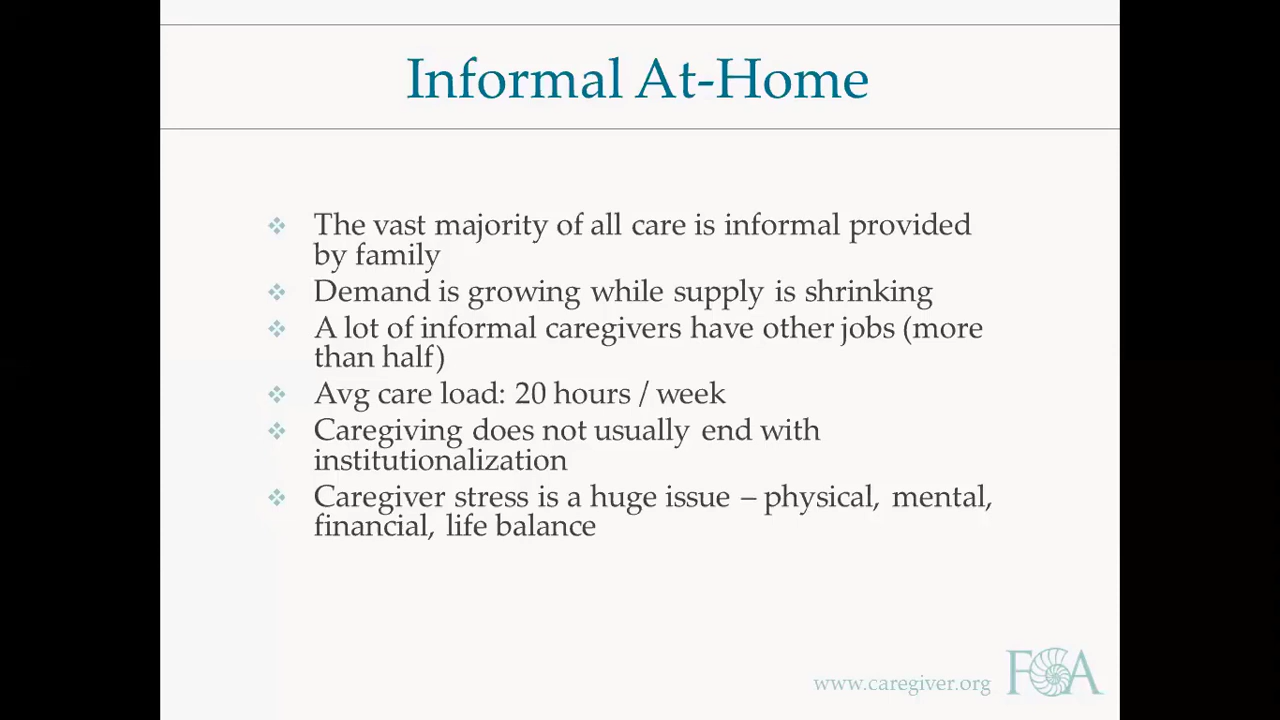 Informal At-Home
The vast majority of all care is informal provided
by family
Demand is growing while supply is shrinking
A lot of informal caregivers have other jobs (more
than half)
Avg care load: 20 hours / week
Caregiving does not usually end with
institutionalization
Caregiver stress is a huge issue – physical, mental,
financial, life balance
www.caregiver.org FCA